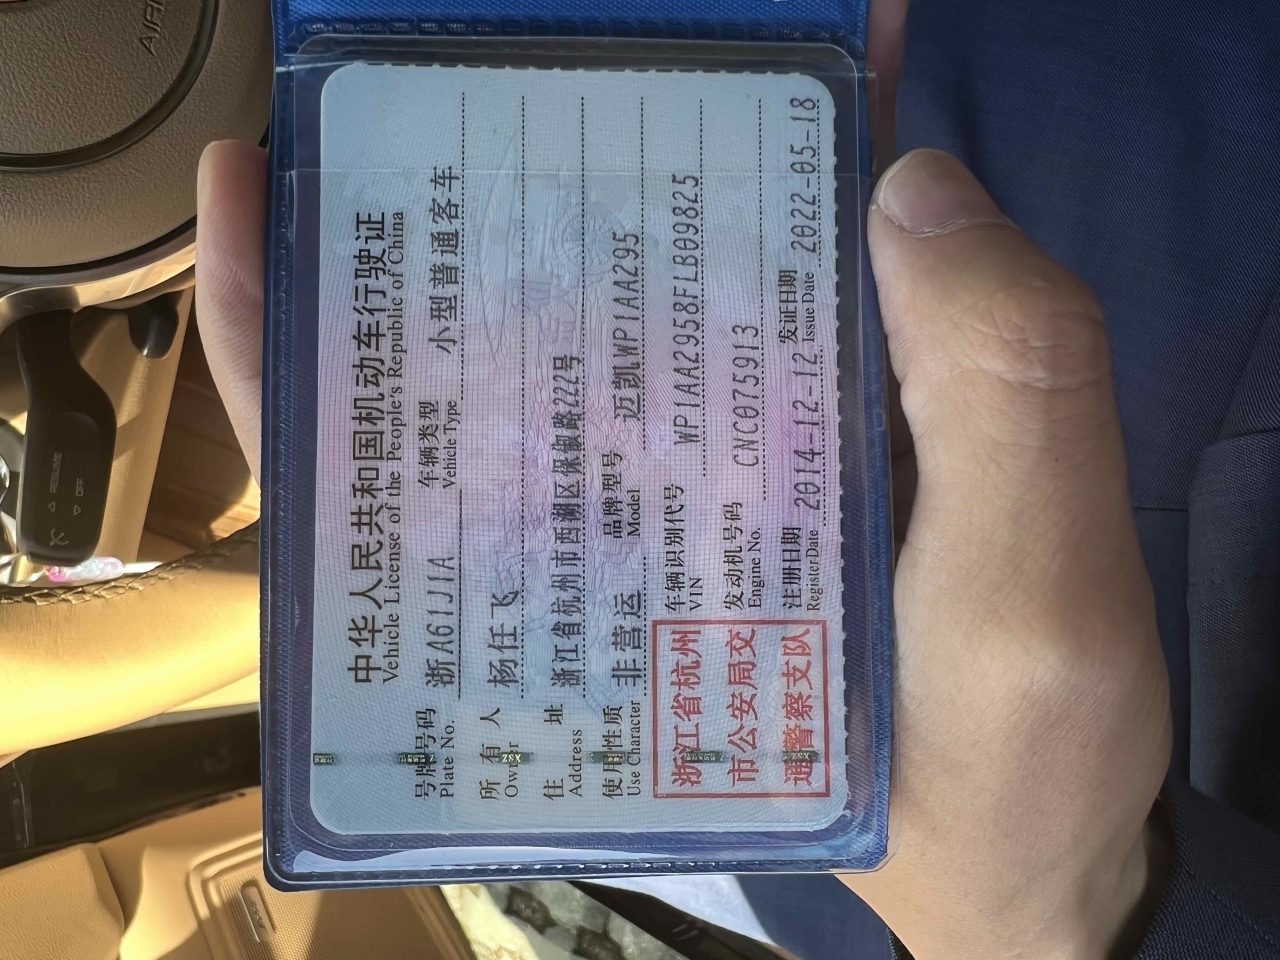 中华人民共和国机动车行驶证
Vehicle License of the People's Republic of China
号牌号码 浙A61J1A 车辆类型 小型普通客车
Plate No. Vehicle Type
所有人 杨任飞
Owner
住址 浙江省杭州市西湖区保俶路222号
Address
使用性质 非营运 品牌型号 迈凯WP1AA295
Use Character Model
浙江省杭州
市公安局交
通警察支队
车辆识别代号 WP1AA2958FLB09825
VIN
发动机号码 CNC075913
Engine No.
注册日期 2014-12-12 发证日期 2022-05-18
Register Date Issue Date
RESUME
OFF